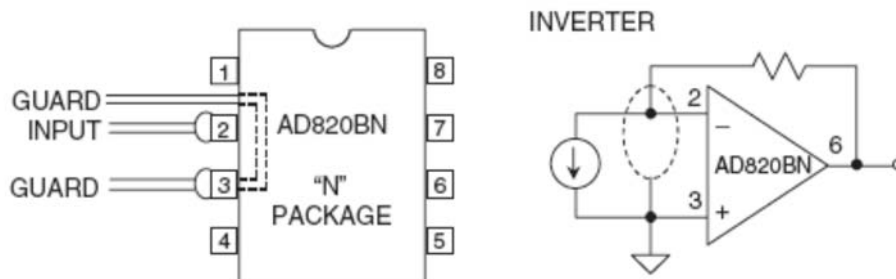 INVERTER
1
8
GUARD
INPUT
2
AD820BN
7
GUARD
3
"N"
6
PACKAGE
4
5
2
−
AD820BN
6
3
+